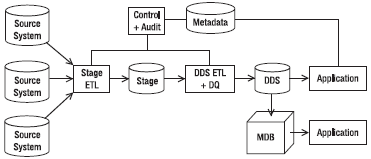 Source
System
Control
+ Audit
Metadata
Source
System
Stage
ETL
Stage
DDS ETL
+ DQ
DDS
Application
Source
System
MDB
Application